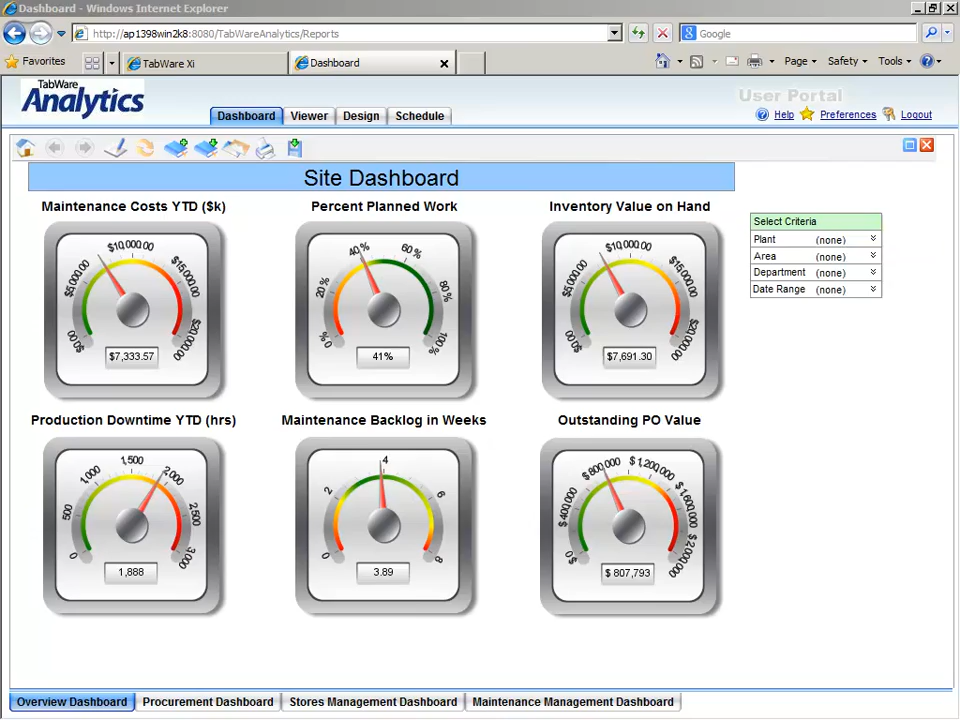 Dashboard - Windows Internet Explorer
http://ap1398win2k8:8080/TabWareAnalytics/Reports
Google
Favorites
TabWare Xi
Dashboard
Page
Safety
Tools
TabWare
Analytics
User Portal
Dashboard
Viewer
Design
Schedule
Help
Preferences
Logout
Site Dashboard
Maintenance Costs YTD ($k)
Percent Planned Work
Inventory Value on Hand
$0.00
$5,000.00
$10,000.00
$15,000.00
$20,000.00
$7,333.57
0%
20%
40%
60%
80%
100%
41%
$0.00
$5,000.00
$10,000.00
$15,000.00
$20,000.00
$7,691.30
Select Criteria
Plant (none)
Area (none)
Department (none)
Date Range (none)
Production Downtime YTD (hrs)
Maintenance Backlog in Weeks
Outstanding PO Value
0
500
1,000
1,500
2,000
2,500
3,000
1,888
0
2
4
6
8
3.89
$0
$400,000
$800,000
$1,200,000
$1,600,000
$2,000,000
$ 807,793
Overview Dashboard
Procurement Dashboard
Stores Management Dashboard
Maintenance Management Dashboard